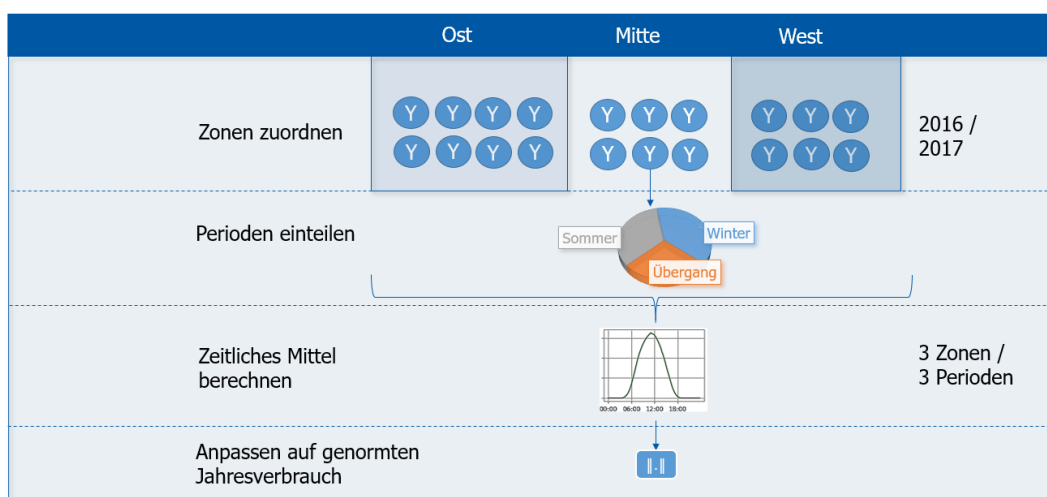 Ost Mitte West
Zonen zuordnen
Y Y Y Y Y Y Y Y Y Y
Y Y Y Y Y Y Y Y Y Y
2016 /
2017
Perioden einteilen
Sommer
Winter
Übergang
Zeitliches Mittel
berechnen
00:00 06:00 12:00 18:00
3 Zonen /
3 Perioden
Anpassen auf genormten
Jahresverbrauch
‖.‖